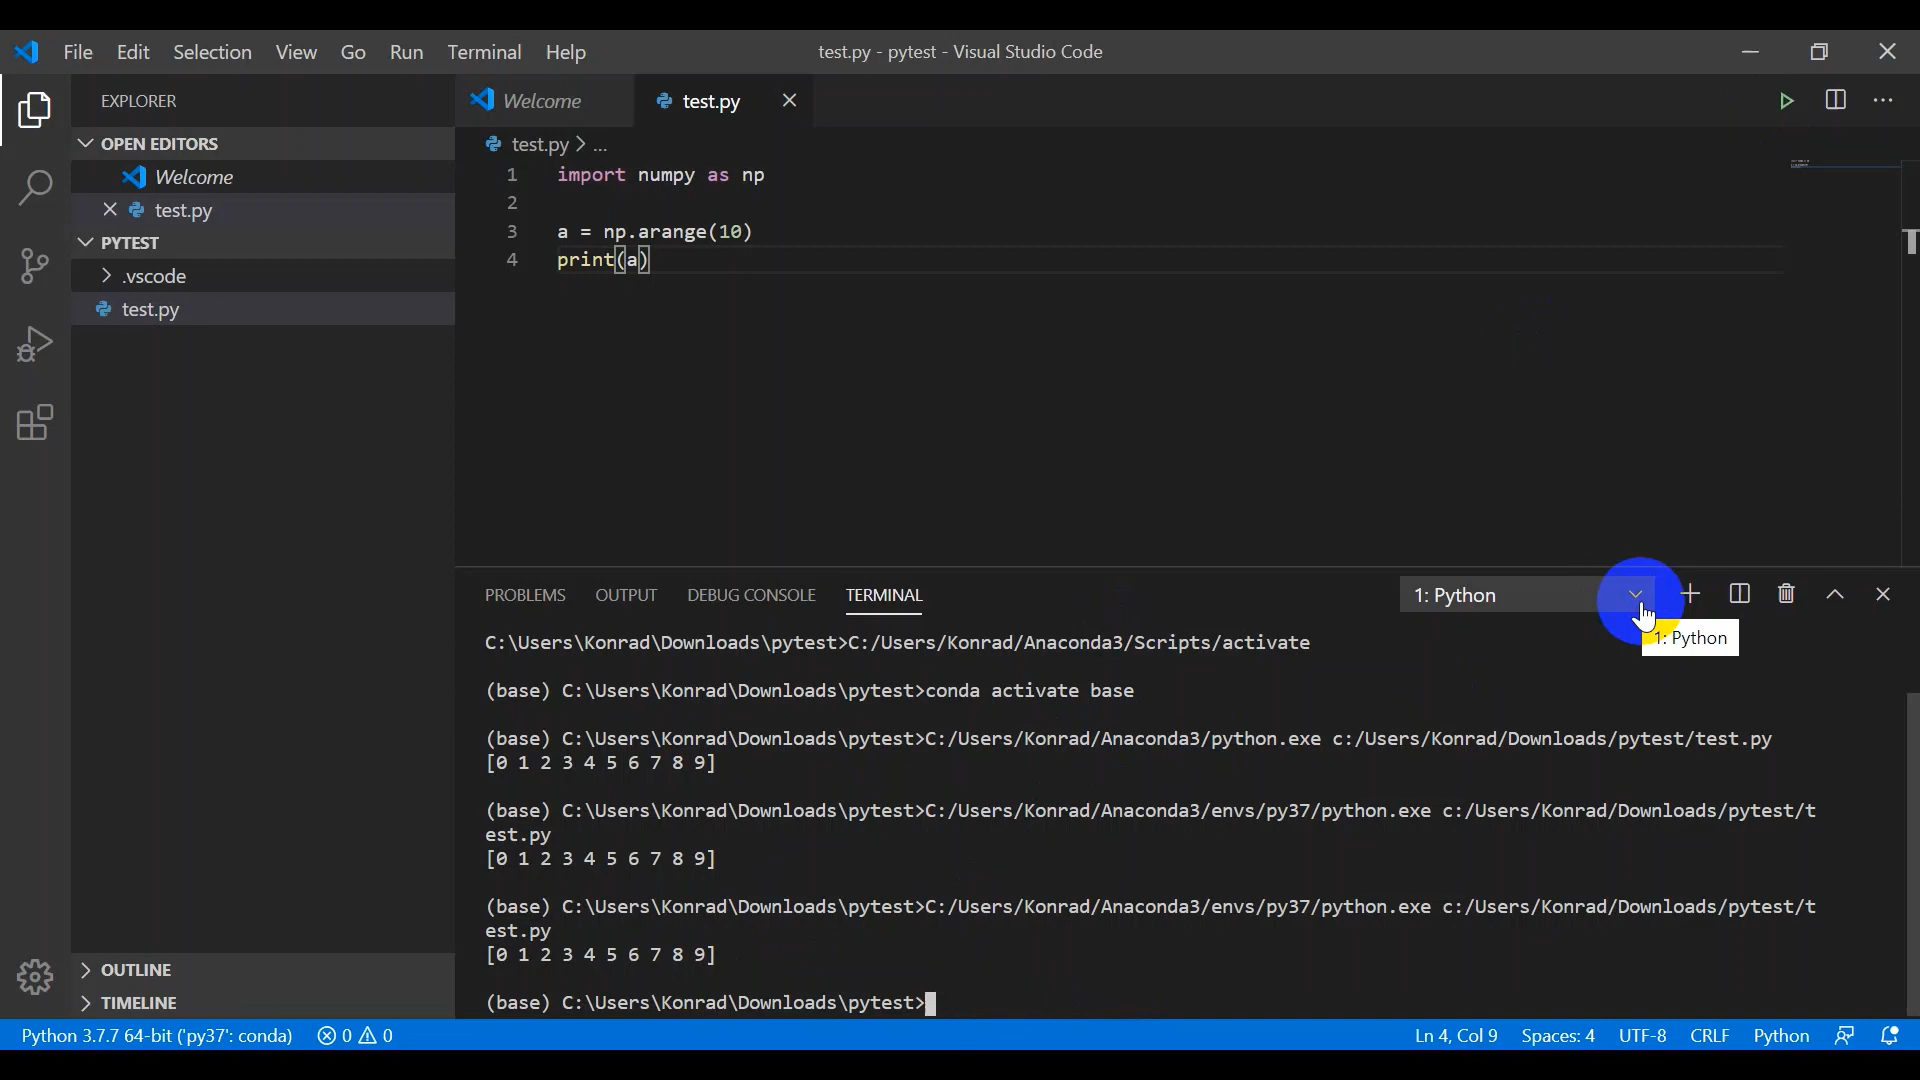 File Edit Selection View Go Run Terminal Help test.py - pytest - Visual Studio Code
EXPLORER
OPEN EDITORS
Welcome
test.py
PYTEST
.vscode
test.py
OUTLINE
TIMELINE
Welcome test.py
test.py > ...
1 import numpy as np
2
3 a = np.arange(10)
4 print(a)
PROBLEMS OUTPUT DEBUG CONSOLE TERMINAL 1: Python
1: Python
C:\Users\Konrad\Downloads\pytest>C:/Users/Konrad/Anaconda3/Scripts/activate
(base) C:\Users\Konrad\Downloads\pytest>conda activate base
(base) C:\Users\Konrad\Downloads\pytest>C:/Users/Konrad/Anaconda3/python.exe c:/Users/Konrad/Downloads/pytest/test.py
[0 1 2 3 4 5 6 7 8 9]
(base) C:\Users\Konrad\Downloads\pytest>C:/Users/Konrad/Anaconda3/envs/py37/python.exe c:/Users/Konrad/Downloads/pytest/t
est.py
[0 1 2 3 4 5 6 7 8 9]
(base) C:\Users\Konrad\Downloads\pytest>C:/Users/Konrad/Anaconda3/envs/py37/python.exe c:/Users/Konrad/Downloads/pytest/t
est.py
[0 1 2 3 4 5 6 7 8 9]
(base) C:\Users\Konrad\Downloads\pytest>
Python 3.7.7 64-bit ('py37': conda) 0 0 Ln 4, Col 9 Spaces: 4 UTF-8 CRLF Python